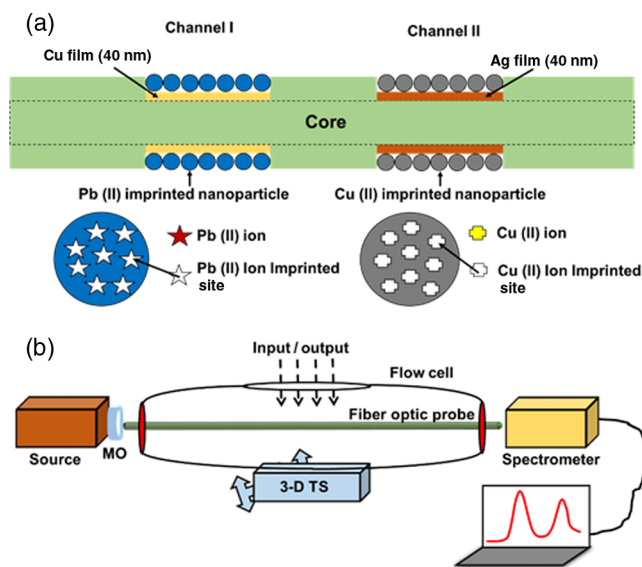 (a)
Channel I
Channel II
Cu film (40 nm)
Ag film (40 nm)
Core
Pb (II) imprinted nanoparticle
Cu (II) imprinted nanoparticle
Pb (II) ion
Pb (II) Ion Imprinted
site
Cu (II) ion
Cu (II) Ion Imprinted
site
(b)
Input / output
Flow cell
Fiber optic probe
Source
MO
3-D TS
Spectrometer